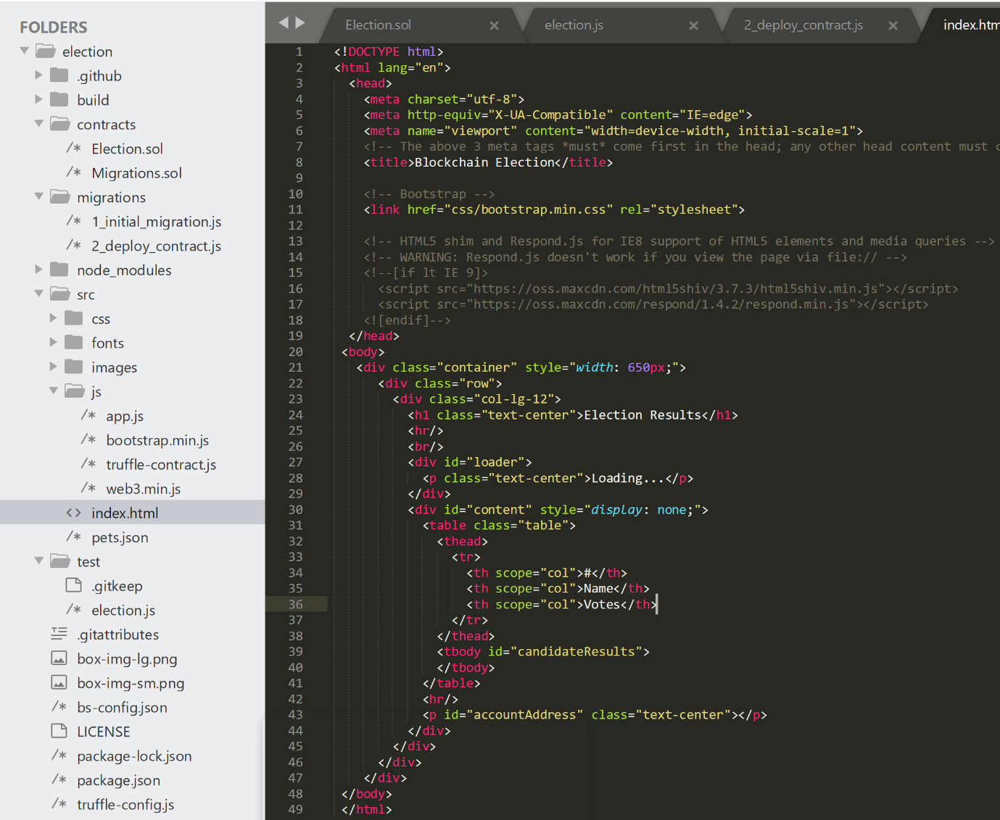 FOLDERS
election
.github
build
contracts
/* Election.sol
/* Migrations.sol
migrations
/* 1_initial_migration.js
/* 2_deploy_contract.js
node_modules
src
css
fonts
images
js
/* app.js
/* bootstrap.min.js
/* truffle-contract.js
/* web3.min.js
<> index.html
/* pets.json
test
.gitkeep
/* election.js
.gitattributes
box-img-lg.png
box-img-sm.png
/* bs-config.json
LICENSE
/* package-lock.json
/* package.json
/* truffle-config.js
Election.sol × election.js × 2_deploy_contract.js × index.htm
1 <!DOCTYPE html>
2 <html lang="en">
3 <head>
4 <meta charset="utf-8">
5 <meta http-equiv="X-UA-Compatible" content="IE=edge">
6 <meta name="viewport" content="width=device-width, initial-scale=1">
7 <!-- The above 3 meta tags *must* come first in the head; any other head content must
8 <title>Blockchain Election</title>
9
10 <!-- Bootstrap -->
11 <link href="css/bootstrap.min.css" rel="stylesheet">
12
13 <!-- HTML5 shim and Respond.js for IE8 support of HTML5 elements and media queries -->
14 <!-- WARNING: Respond.js doesn't work if you view the page via file:// -->
15 <!--[if lt IE 9]>
16 <script src="https://oss.maxcdn.com/html5shiv/3.7.3/html5shiv.min.js"></script>
17 <script src="https://oss.maxcdn.com/respond/1.4.2/respond.min.js"></script>
18 <![endif]-->
19 </head>
20 <body>
21 <div class="container" style="width: 650px;">
22 <div class="row">
23 <div class="col-lg-12">
24 <h1 class="text-center">Election Results</h1>
25 <hr/>
26 <br/>
27 <div id="loader">
28 <p class="text-center">Loading...</p>
29 </div>
30 <div id="content" style="display: none;">
31 <table class="table">
32 <thead>
33 <tr>
34 <th scope="col">#</th>
35 <th scope="col">Name</th>
36 <th scope="col">Votes</th>
37 </tr>
38 </thead>
39 <tbody id="candidateResults">
40 </tbody>
41 </table>
42 <hr/>
43 <p id="accountAddress" class="text-center"></p>
44 </div>
45 </div>
46 </div>
47 </div>
48 </body>
49 </html>